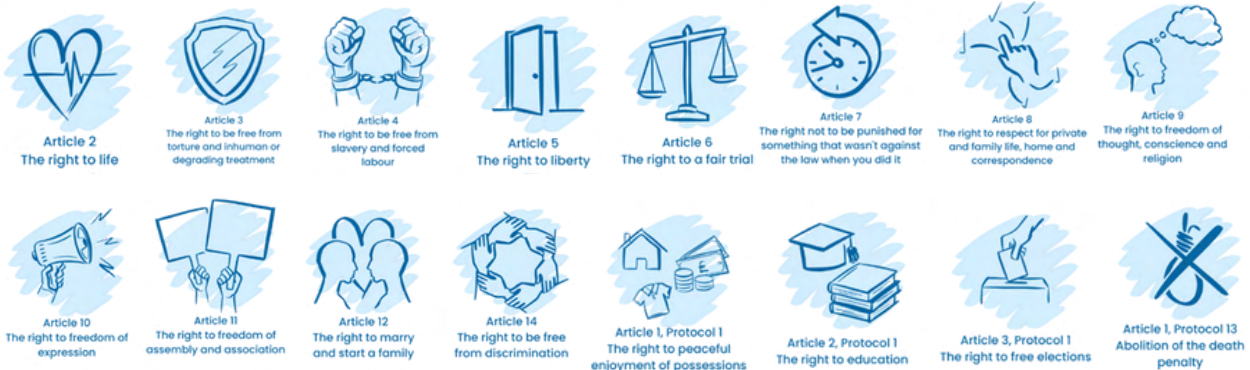 Article 2
The right to life
Article 3
The right to be free from
torture and inhuman or
degrading treatment
Article 4
The right to be free from
slavery and forced
labour
Article 5
The right to liberty
Article 6
The right to a fair trial
Article 7
The right not to be punished for
something that wasn't against
the law when you did it
Article 8
The right to respect for private
and family life, home and
correspondence
Article 9
The right to freedom of
thought, conscience and
religion
Article 10
The right to freedom of
expression
Article 11
The right to freedom of
assembly and association
Article 12
The right to marry
and start a family
Article 14
The right to be free
from discrimination
£
Article 1, Protocol 1
The right to peaceful
enjoyment of possessions
Article 2, Protocol 1
The right to education
Article 3, Protocol 1
The right to free elections
Article 1, Protocol 13
Abolition of the death
penalty